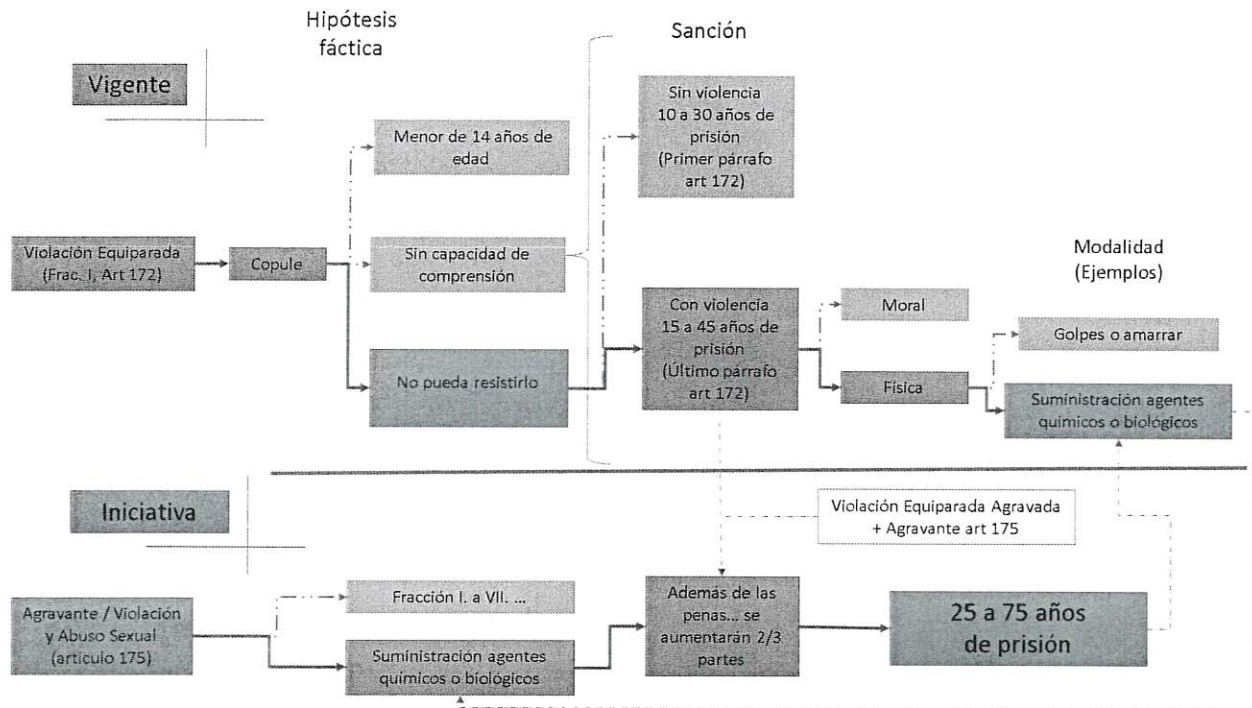 Hipótesis
fáctica
Sanción
Vigente
Sin violencia
10 a 30 años de
prisión
(Primer párrafo
art 172)
Menor de 14 años de
edad
Violación Equiparada
(Frac. I, Art 172)
Copule
Sin capacidad de
comprensión
Modalidad
(Ejemplos)
Con violencia
15 a 45 años de
prisión
(Último párrafo
art 172)
Moral
Golpes o amarrar
No pueda resistirlo
Física
Suministración agentes
químicos o biológicos
Iniciativa
Violación Equiparada Agravada
+ Agravante art 175
Agravante / Violación
y Abuso Sexual
(artículo 175)
Fracción I. a VII. ...
Suministración agentes
químicos o biológicos
Además de las
penas... se
aumentarán 2/3
partes
25 a 75 años
de prisión